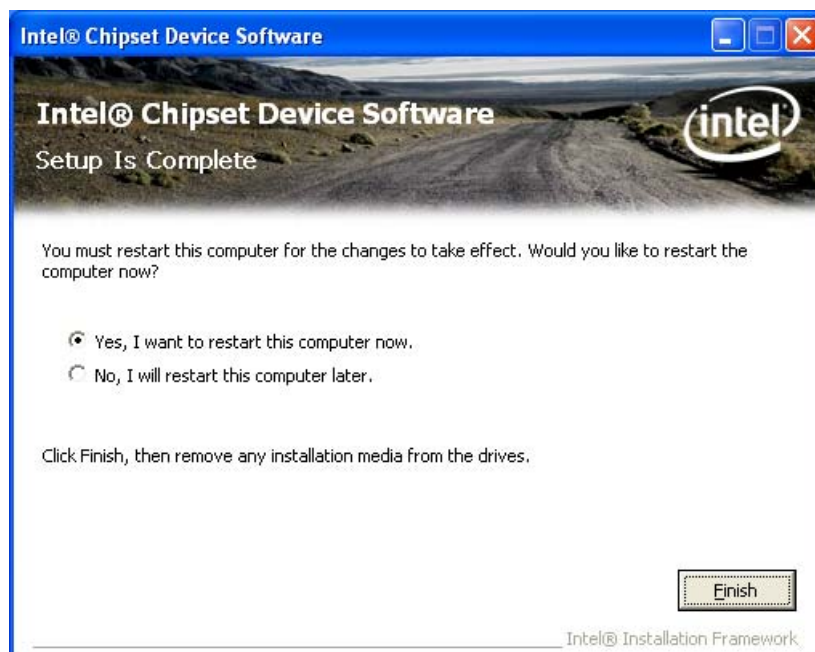 Intel® Chipset Device Software
Intel® Chipset Device Software
intel
Setup Is Complete
You must restart this computer for the changes to take effect. Would you like to restart the
computer now?
Yes, I want to restart this computer now.
No, I will restart this computer later.
Click Finish, then remove any installation media from the drives.
Finish
Intel® Installation Framework